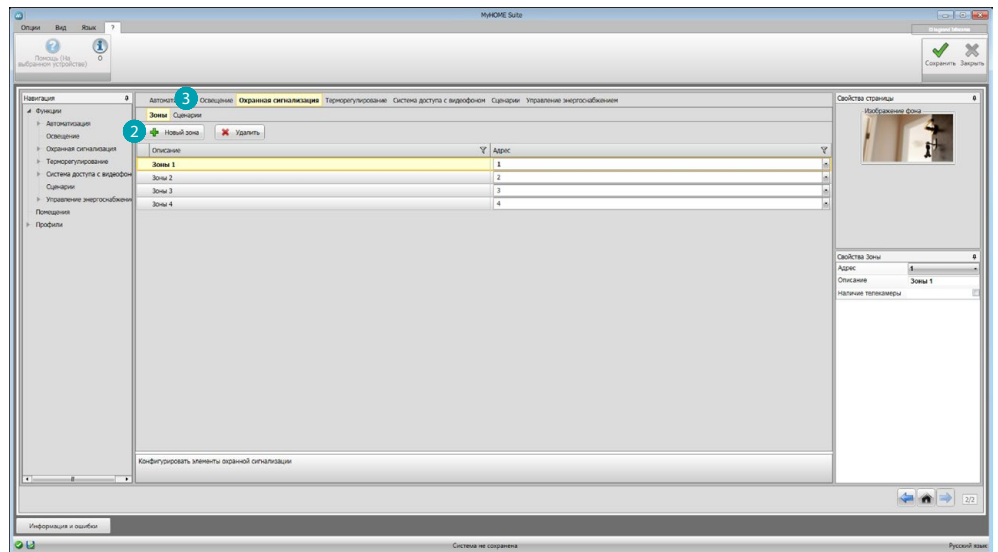 MyHOME Suite
Опции Вид Язык ?
Помощь (На выбранном устройстве)
О
Сохранить Закрыть
Навигация
Функции
Автоматизация
Освещение
Охранная сигнализация
Терморегулирование
Система доступа с видеофон
Сценарии
Управление энергоснабжени
Помещения
Профили
Автомат 3 Освещение Охранная сигнализация Терморегулирование Система доступа с видеофоном Сценарии Управление энергоснабжением
Зоны Сценарии
2 Новый зона Удалить
Описание Адрес
Зоны 1 1
Зоны 2 2
Зоны 3 3
Зоны 4 4
Конфигурировать элементы охранной сигнализации
Свойства страницы
Изображение фона
Свойства Зоны
Адрес 1
Описание Зоны 1
Наличие телекамеры
2/2
Информация и ошибки
Система не сохранена
Русский язык